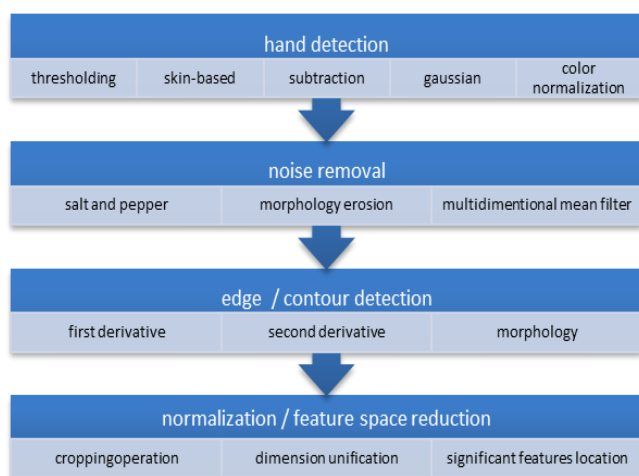 hand detection
thresholding skin-based subtraction gaussian color normalization
noise removal
salt and pepper morphology erosion multidimentional mean filter
edge / contour detection
first derivative second derivative morphology
normalization / feature space reduction
croppingoperation dimension unification significant features location